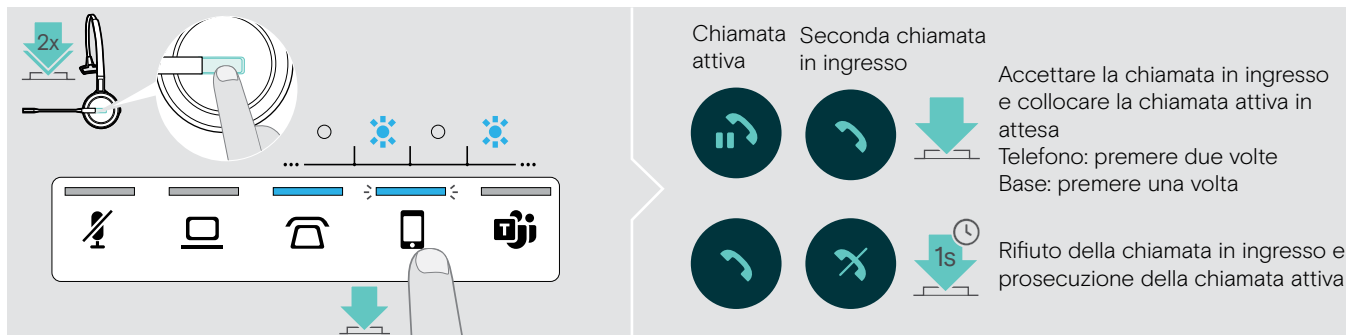 2x
Chiamata
attiva
Seconda chiamata
in ingresso
Accettare la chiamata in ingresso
e collocare la chiamata attiva in
attesa
Telefono: premere due volte
Base: premere una volta
1s
Rifiuto della chiamata in ingresso e
prosecuzione della chiamata attiva
T